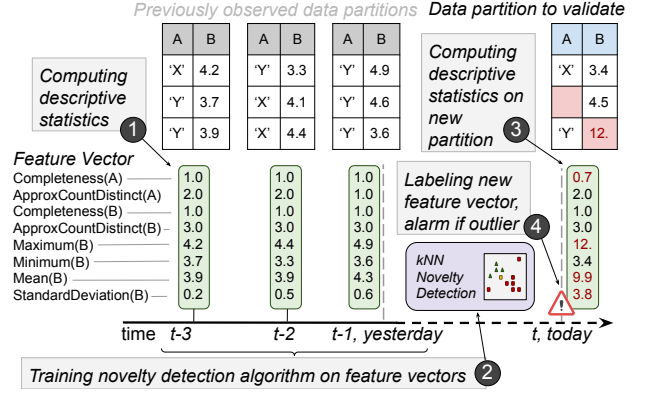 Previously observed data partitions
Data partition to validate
A B
'X' 4.2
'Y' 3.7
'Y' 3.9
A B
'Y' 3.3
'X' 4.1
'X' 4.4
A B
'Y' 4.9
'Y' 4.6
'Y' 3.6
A B
'X' 3.4
4.5
'Y' 12.
Computing
descriptive
statistics
1
Computing
descriptive
statistics on
new
partition
3
Feature Vector
Completeness(A) 1.0 1.0 1.0 0.7
ApproxCountDistinct(A) 2.0 2.0 1.0 2.0
Completeness(B) 1.0 1.0 1.0 1.0
ApproxCountDistinct(B) 3.0 3.0 3.0 3.0
Maximum(B) 4.2 4.4 4.9 12.
Minimum(B) 3.7 3.3 3.6 3.4
Mean(B) 3.9 3.9 4.3 9.9
StandardDeviation(B) 0.2 0.5 0.6 3.8
Labeling new
feature vector,
alarm if outlier
4
kNN
Novelty
Detection
!
time t-3 t-2 t-1, yesterday t, today
Training novelty detection algorithm on feature vectors
2